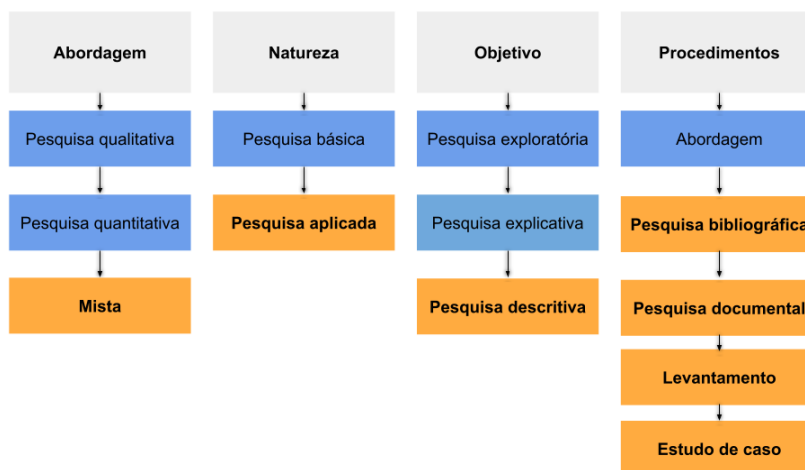 Abordagem
Natureza
Objetivo
Procedimentos
Pesquisa qualitativa
Pesquisa básica
Pesquisa exploratória
Abordagem
Pesquisa quantitativa
Pesquisa aplicada
Pesquisa explicativa
Pesquisa bibliográfica
Mista
Pesquisa descritiva
Pesquisa documental
Levantamento
Estudo de caso